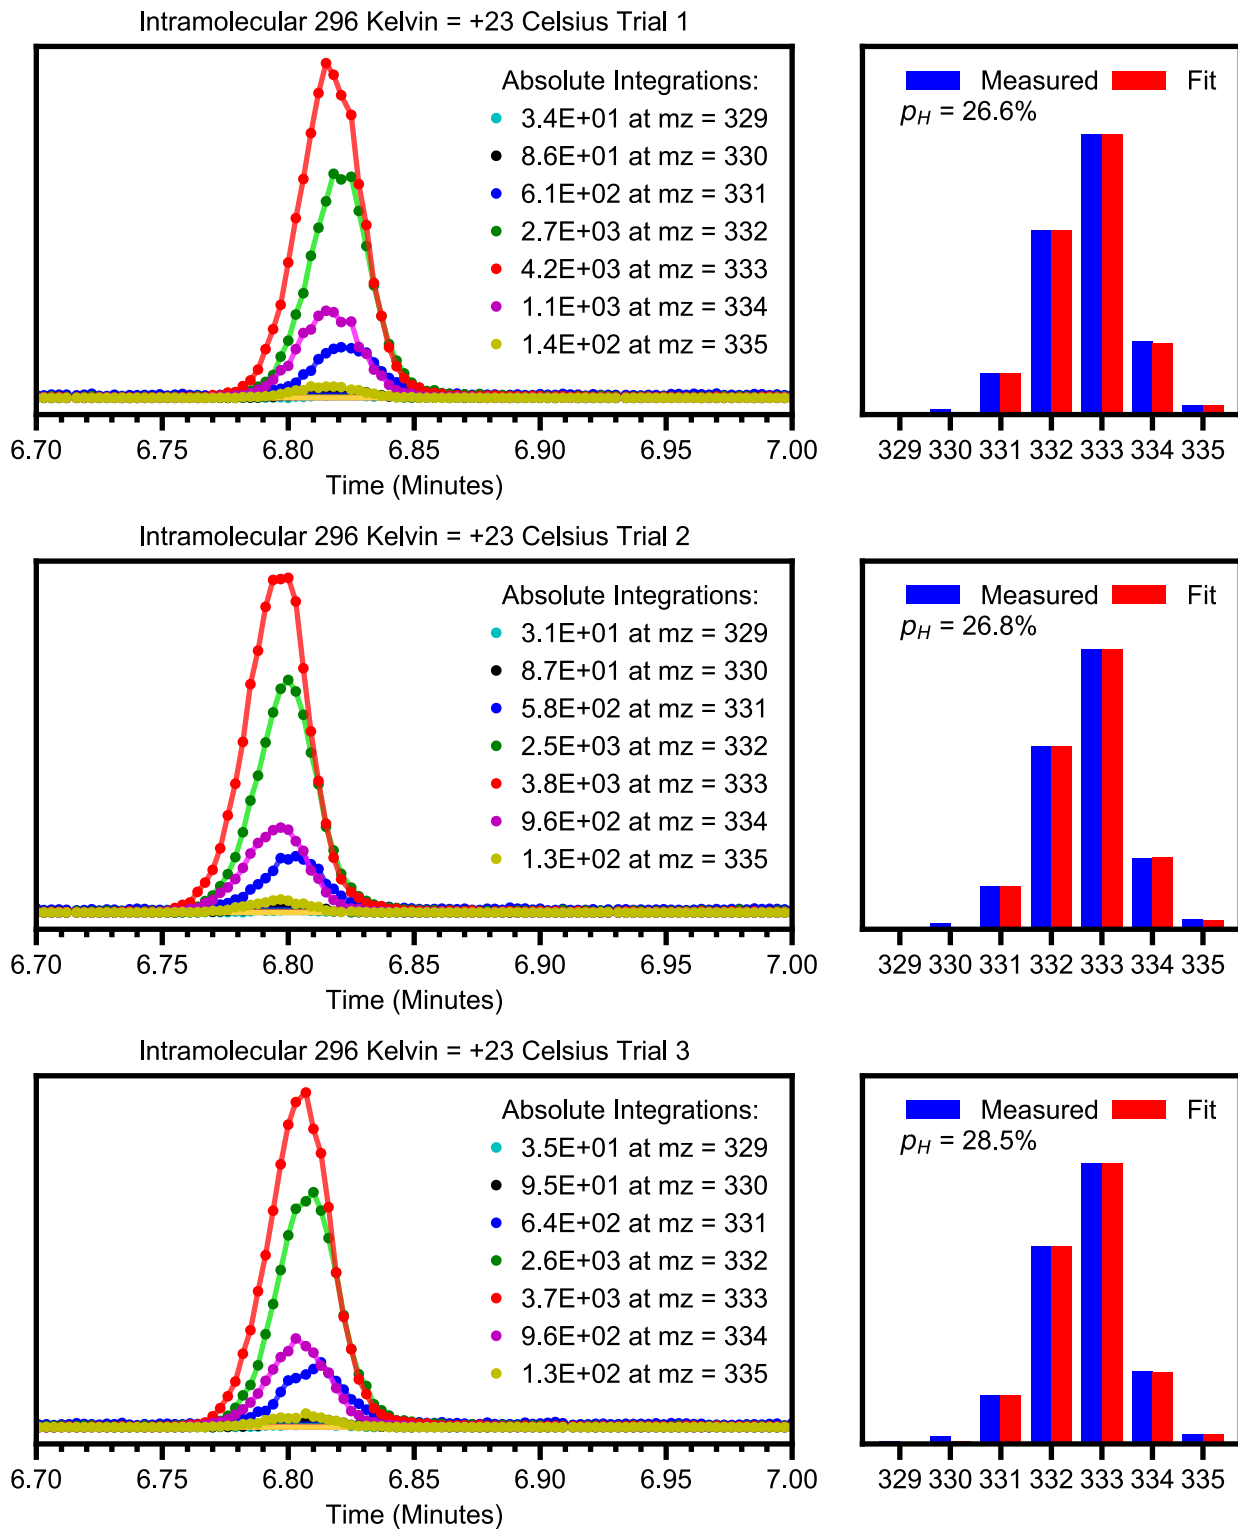 Intramolecular 296 Kelvin = +23 Celsius Trial 1
Absolute Integrations:
3.4E+01 at mz = 329
8.6E+01 at mz = 330
6.1E+02 at mz = 331
2.7E+03 at mz = 332
4.2E+03 at mz = 333
1.1E+03 at mz = 334
1.4E+02 at mz = 335
6.70 6.75 6.80 6.85 6.90 6.95 7.00
Time (Minutes)
Measured Fit
pH = 26.6%
329 330 331 332 333 334 335
Intramolecular 296 Kelvin = +23 Celsius Trial 2
Absolute Integrations:
3.1E+01 at mz = 329
8.7E+01 at mz = 330
5.8E+02 at mz = 331
2.5E+03 at mz = 332
3.8E+03 at mz = 333
9.6E+02 at mz = 334
1.3E+02 at mz = 335
6.70 6.75 6.80 6.85 6.90 6.95 7.00
Time (Minutes)
Measured Fit
pH = 26.8%
329 330 331 332 333 334 335
Intramolecular 296 Kelvin = +23 Celsius Trial 3
Absolute Integrations:
3.5E+01 at mz = 329
9.5E+01 at mz = 330
6.4E+02 at mz = 331
2.6E+03 at mz = 332
3.7E+03 at mz = 333
9.6E+02 at mz = 334
1.3E+02 at mz = 335
6.70 6.75 6.80 6.85 6.90 6.95 7.00
Time (Minutes)
Measured Fit
pH = 28.5%
329 330 331 332 333 334 335